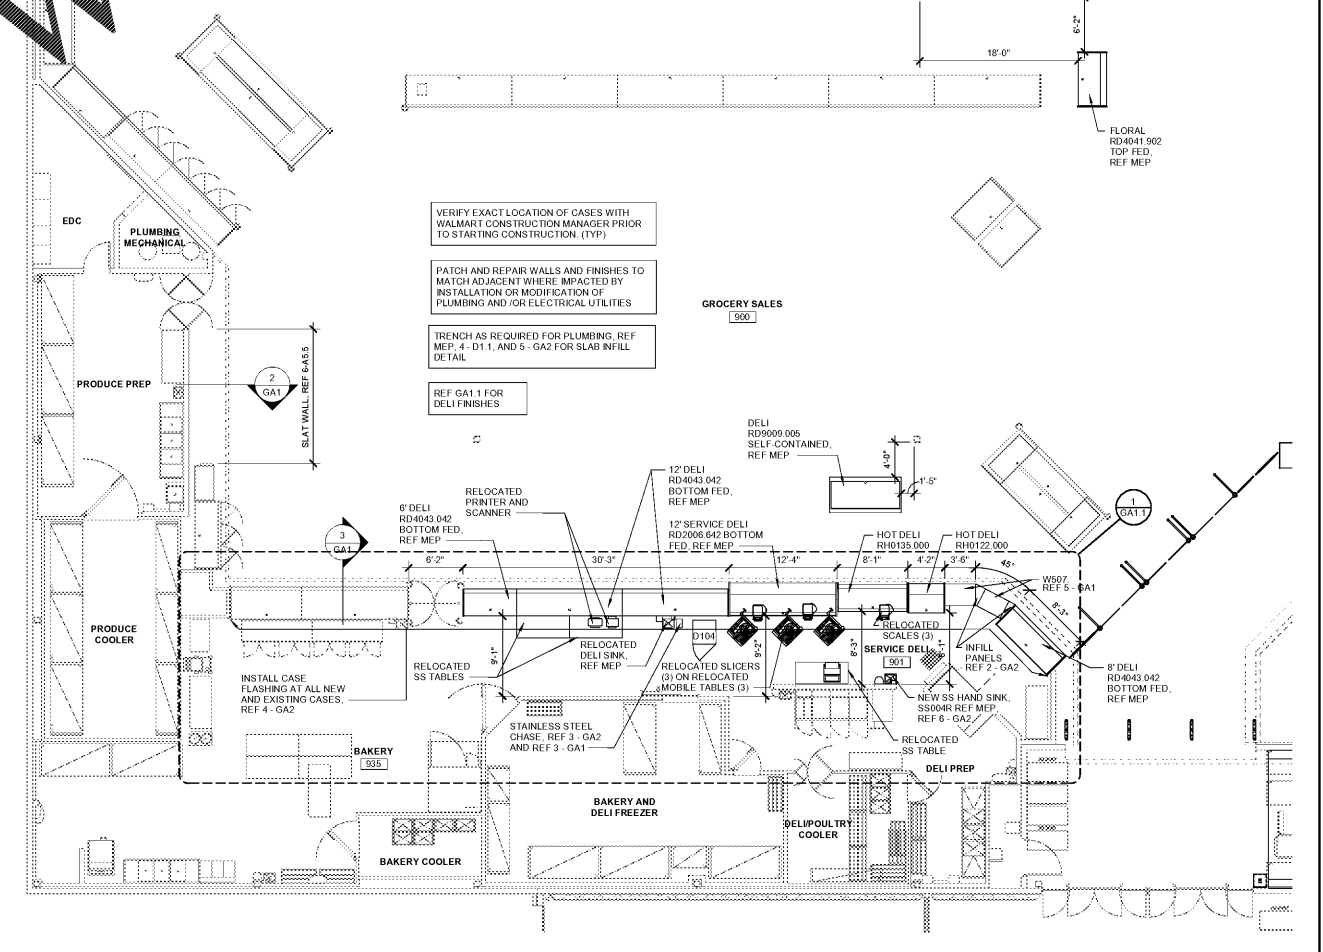 6'-2"
18'-0"
FLORAL
RD4041.902
TOP FED,
REF MEP
EDC
PLUMBING
MECHANICAL
VERIFY EXACT LOCATION OF CASES WITH
WALMART CONSTRUCTION MANAGER PRIOR
TO STARTING CONSTRUCTION. (TYP)
PATCH AND REPAIR WALLS AND FINISHES TO
MATCH ADJACENT WHERE IMPACTED BY
INSTALLATION OR MODIFICATION OF
PLUMBING AND /OR ELECTRICAL UTILITIES
TRENCH AS REQUIRED FOR PLUMBING, REF
MEP, 4 - D1.1, AND 5 - GA2 FOR SLAB INFILL
DETAIL
REF GA1.1 FOR
DELI FINISHES
GROCERY SALES
900
SLAT WALL, REF 6-A5.5
2
GA1
PRODUCE PREP
DELI
RD9009.005
SELF-CONTAINED,
REF MEP
4'-0"
1'-5"
12' DELI
RD4043.042
BOTTOM FED,
REF MEP
RELOCATED
PRINTER AND
SCANNER
6' DELI
RD4043.042
BOTTOM FED,
REF MEP
12' SERVICE DELI
RD2006.642 BOTTOM
FED, REF MEP
HOT DELI
RH0135.000
HOT DELI
RH0122.000
1
GA1.1
3
GA1
6'-2"
30'-3"
12'-4"
8'-1"
4'-2"
3'-6"
45°
W507
REF 5 - GA1
8'-3"
PRODUCE
COOLER
9'-1"
RELOCATED
DELI SINK,
REF MEP
D104
9'-2"
8'-3"
RELOCATED
SCALES (3)
SERVICE DELI
901
6'-1"
INFILL
PANELS
REF 2 - GA2
8' DELI
RD4043.042
BOTTOM FED,
REF MEP
RELOCATED
SS TABLES
RELOCATED SLICERS
(3) ON RELOCATED
MOBILE TABLES (3)
INSTALL CASE
FLASHING AT ALL NEW
AND EXISTING CASES,
REF 4 - GA2
NEW SS HAND SINK,
SS004R REF MEP,
REF 6 - GA2
STAINLESS STEEL
CHASE, REF 3 - GA2
AND REF 3 - GA1
RELOCATED
SS TABLE
BAKERY
935
DELI PREP
BAKERY AND
DELI FREEZER
DELI/POULTRY
COOLER
BAKERY COOLER